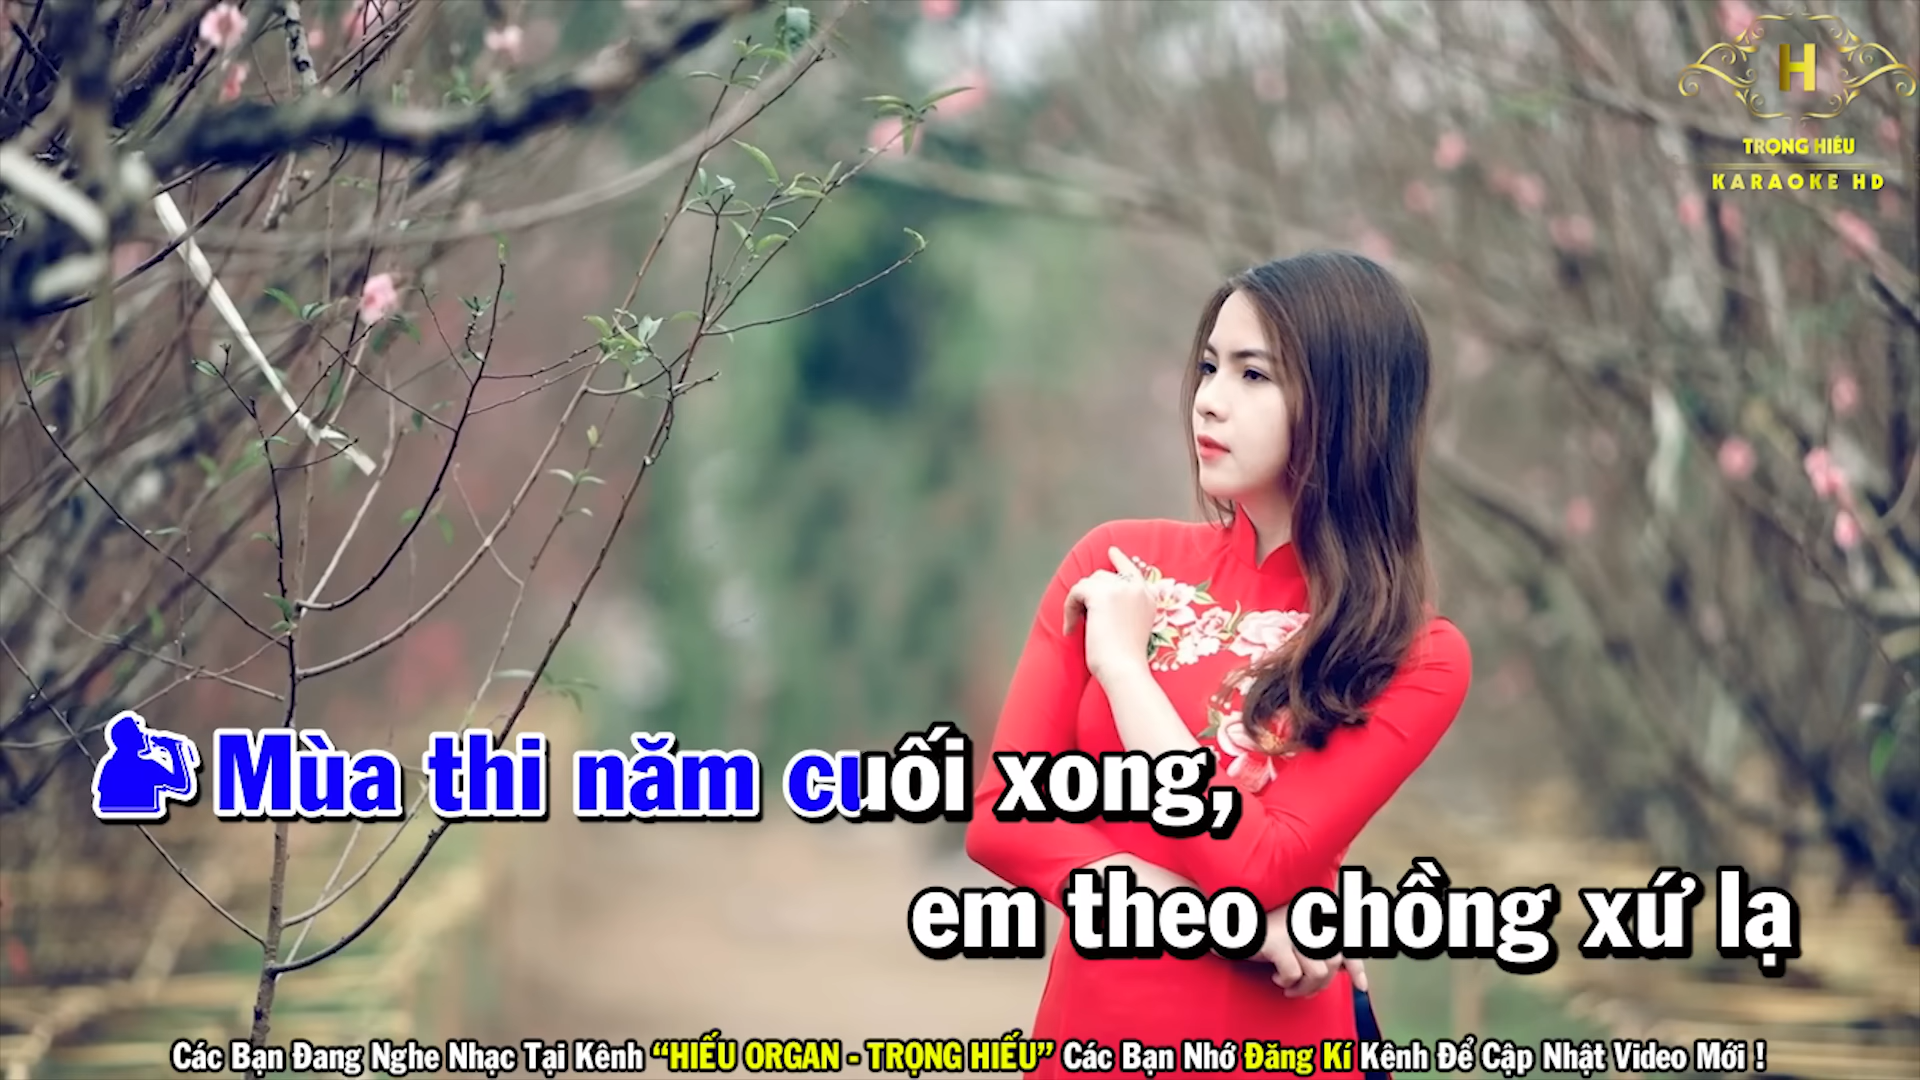 H
TRỌNG HIẾU
KARAOKE HD
Mùa thi năm cuối xong,
em theo chồng xứ lạ
Các Bạn Đang Nghe Nhạc Tại Kênh “HIẾU ORGAN - TRỌNG HIẾU” Các Bạn Nhớ Đăng Kí Kênh Để Cập Nhật Video Mới !